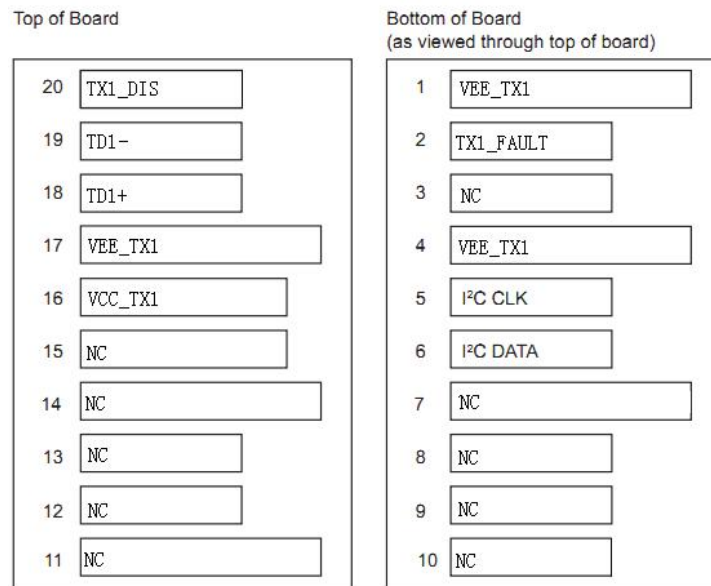 Top of Board
20 TX1_DIS
19 TD1-
18 TD1+
17 VEE_TX1
16 VCC_TX1
15 NC
14 NC
13 NC
12 NC
11 NC
Bottom of Board
(as viewed through top of board)
1 VEE_TX1
2 TX1_FAULT
3 NC
4 VEE_TX1
5 I²C CLK
6 I²C DATA
7 NC
8 NC
9 NC
10 NC